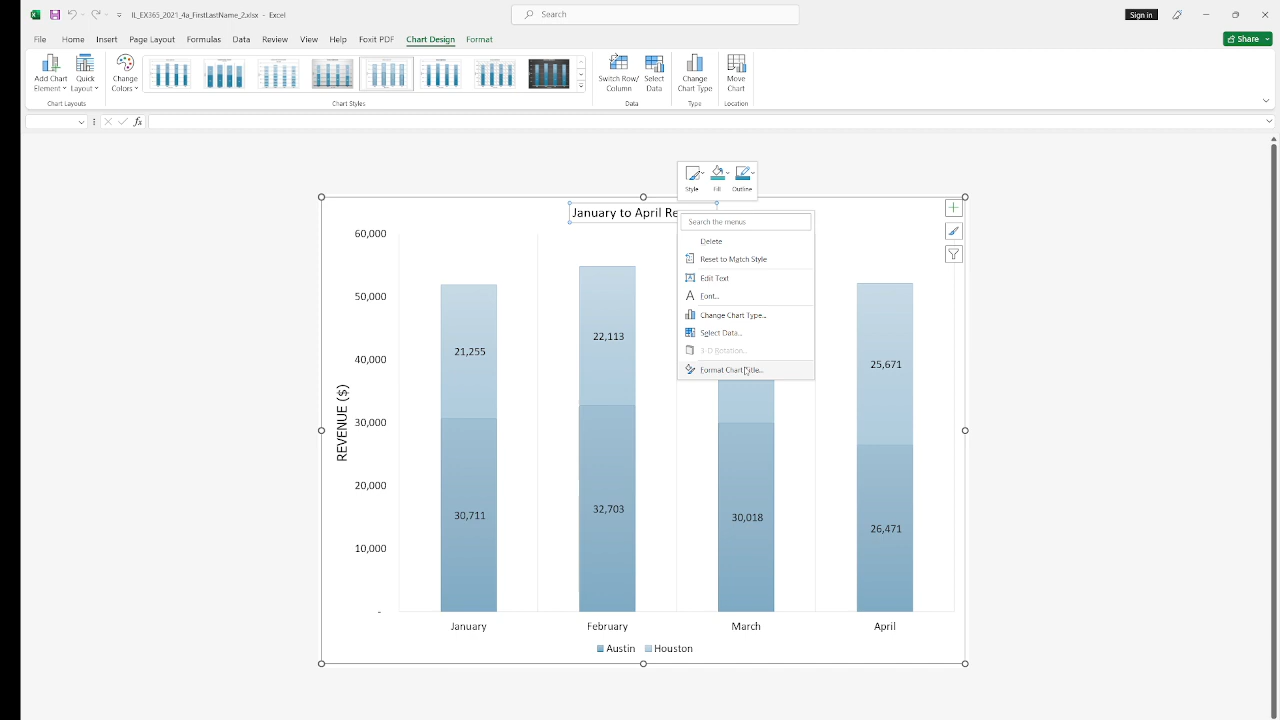 IL_EX365_2021_4a_FirstLastName_2.xlsx - Excel
Search
Sign in
File Home Insert Page Layout Formulas Data Review View Help Foxit PDF Chart Design Format
Share
Add Chart Element
Quick Layout
Change Colors
Switch Row/ Column
Select Data
Change Chart Type
Move Chart
Chart Layouts
Chart Styles
Data
Type
Location
fx
Style Fill Outline
January to April Re
Search the menus
Delete
Reset to Match Style
Edit Text
Font...
Change Chart Type...
Select Data...
3-D Rotation...
Format Chart Title...
REVENUE ($)
60,000
50,000
40,000
30,000
20,000
10,000
-
21,255
22,113
25,671
30,711
32,703
30,018
26,471
January February March April
Austin Houston